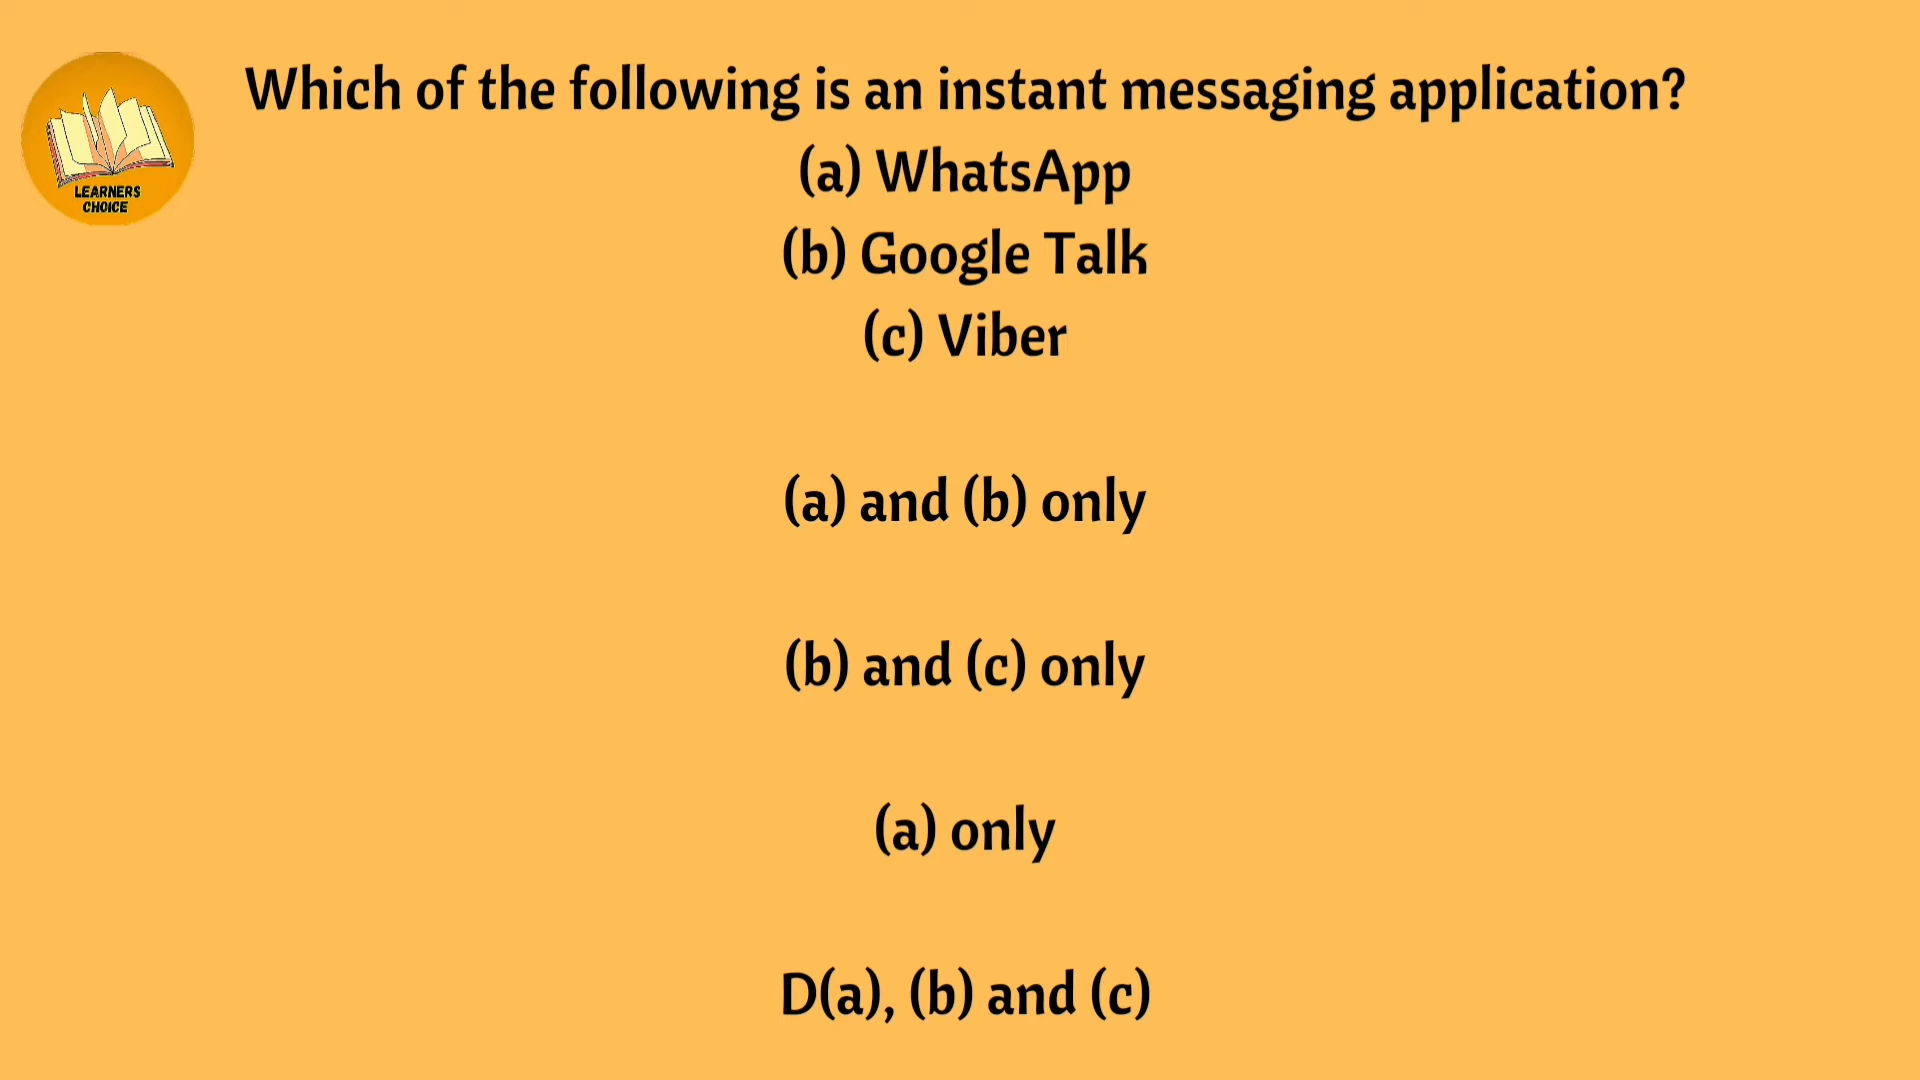 LEARNERS
CHOICE
Which of the following is an instant messaging application?
(a) WhatsApp
(b) Google Talk
(c) Viber
(a) and (b) only
(b) and (c) only
(a) only
D(a), (b) and (c)